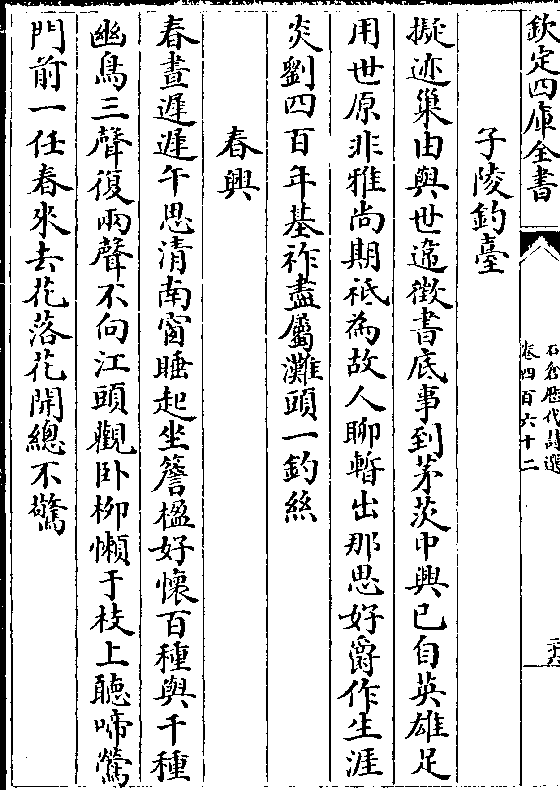 欽定四庫全書
石倉歷代詩選
卷四百六十二
子陵釣臺
擬迹巢由與世違徴書底事到茅茨中興已自英雄足
用世原非雅尚期祗為故人聊暫出那思好爵作生涯
炎劉四百年基祚盡屬灘頭一釣絲
春興
春晝遲遲午思清南窗睡起坐簷楹好懷百種與千種
幽鳥三聲復兩聲不向江頭觀卧柳懶于枝上聽啼鶯
門前一任春來去花落花開總不驚